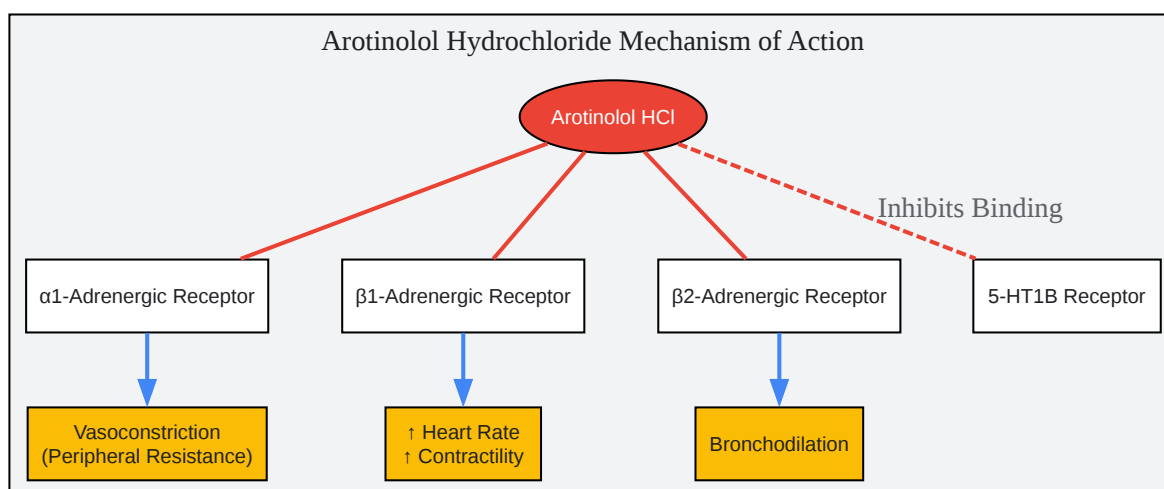 Arotinolol Hydrochloride Mechanism of Action
Arotinolol HCl
Inhibits Binding
α1-Adrenergic Receptor
β1-Adrenergic Receptor
β2-Adrenergic Receptor
5-HT1B Receptor
Vasoconstriction
(Peripheral Resistance)
↑ Heart Rate
↑ Contractility
Bronchodilation